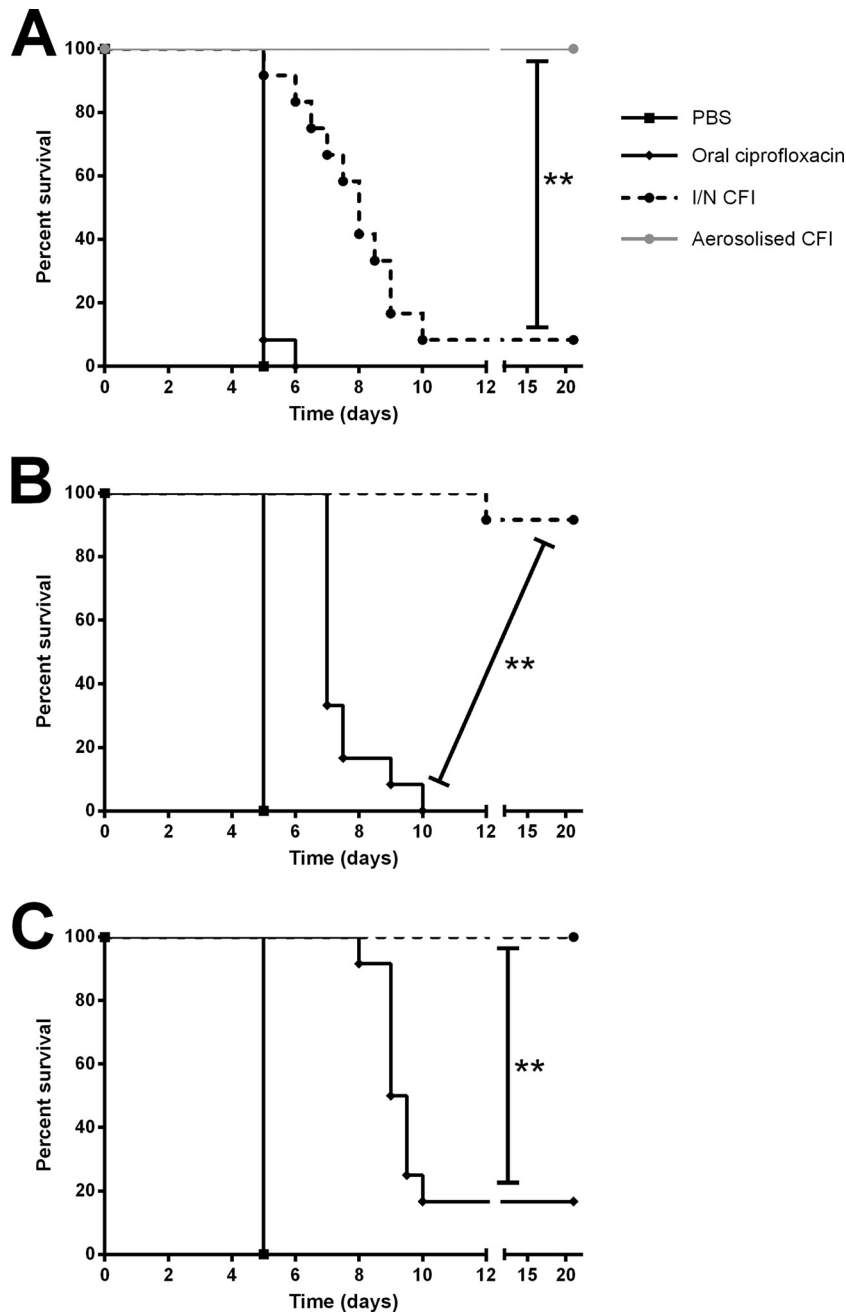 A
Percent survival
100
80
60
40
20
0
0 2 4 6 8 10 12 15 20
Time (days)
**
PBS
Oral ciprofloxacin
I/N CFI
Aerosolised CFI
B
Percent survival
100
80
60
40
20
0
0 2 4 6 8 10 12 15 20
Time (days)
**
C
Percent survival
100
80
60
40
20
0
0 2 4 6 8 10 12 15 20
Time (days)
**